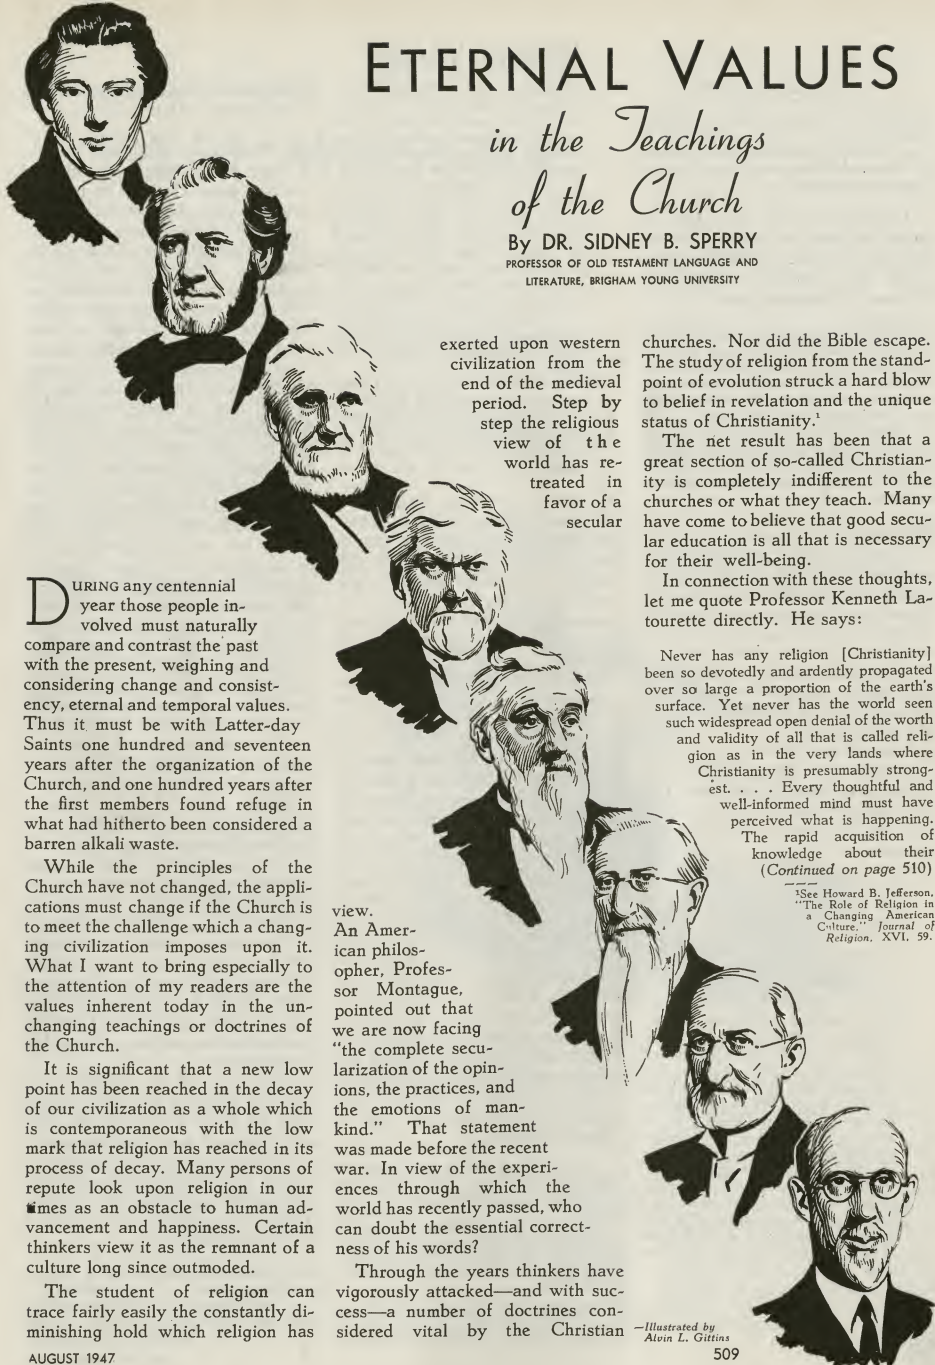 ETERNAL VALUES
in the Teachings
of the Church
By DR. SIDNEY B. SPERRY
PROFESSOR OF OLD TESTAMENT LANGUAGE AND
LITERATURE, BRIGHAM YOUNG UNIVERSITY
DURING any centennial
year those people in-
volved must naturally
compare and contrast the past
with the present, weighing and
considering change and consist-
ency, eternal and temporal values.
Thus it must be with Latter-day
Saints one hundred and seventeen
years after the organization of the
Church, and one hundred years after
the first members found refuge in
what had hitherto been considered a
barren alkali waste.
While the principles of the
Church have not changed, the appli-
cations must change if the Church is
to meet the challenge which a chang-
ing civilization imposes upon it.
What I want to bring especially to
the attention of my readers are the
values inherent today in the un-
changing teachings or doctrines of
the Church.
It is significant that a new low
point has been reached in the decay
of our civilization as a whole which
is contemporaneous with the low
mark that religion has reached in its
process of decay. Many persons of
repute look upon religion in our
times as an obstacle to human ad-
vancement and happiness. Certain
thinkers view it as the remnant of a
culture long since outmoded.
The student of religion can
trace fairly easily the constantly di-
minishing hold which religion has
exerted upon western
civilization from the
end of the medieval
period. Step by
step the religious
view of the
world has re-
treated in
favor of a
secular
view.
An Amer-
ican philos-
opher, Profes-
sor Montague,
pointed out that
we are now facing
"the complete secu-
larization of the opin-
ions, the practices, and
the emotions of man-
kind." That statement
was made before the recent
war. In view of the experi-
ences through which the
world has recently passed, who
can doubt the essential correct-
ness of his words?
Through the years thinkers have
vigorously attacked—and with suc-
cess—a number of doctrines con-
sidered vital by the Christian
churches. Nor did the Bible escape.
The study of religion from the stand-
point of evolution struck a hard blow
to belief in revelation and the unique
status of Christianity.¹
The net result has been that a
great section of so-called Christian-
ity is completely indifferent to the
churches or what they teach. Many
have come to believe that good secu-
lar education is all that is necessary
for their well-being.
In connection with these thoughts,
let me quote Professor Kenneth La-
tourette directly. He says:
Never has any religion [Christianity]
been so devotedly and ardently propagated
over so large a proportion of the earth's
surface. Yet never has the world seen
such widespread open denial of the worth
and validity of all that is called reli-
gion as in the very lands where
Christianity is presumably strong-
est. . . . Every thoughtful and
well-informed mind must have
perceived what is happening.
The rapid acquisition of
knowledge about their
(Continued on page 510)
¹See Howard B. Jefferson,
"The Role of Religion in
a Changing American
Culture," Journal of
Religion, XVI, 59.
—Illustrated by
Alvin L. Gittins
AUGUST 1947
509